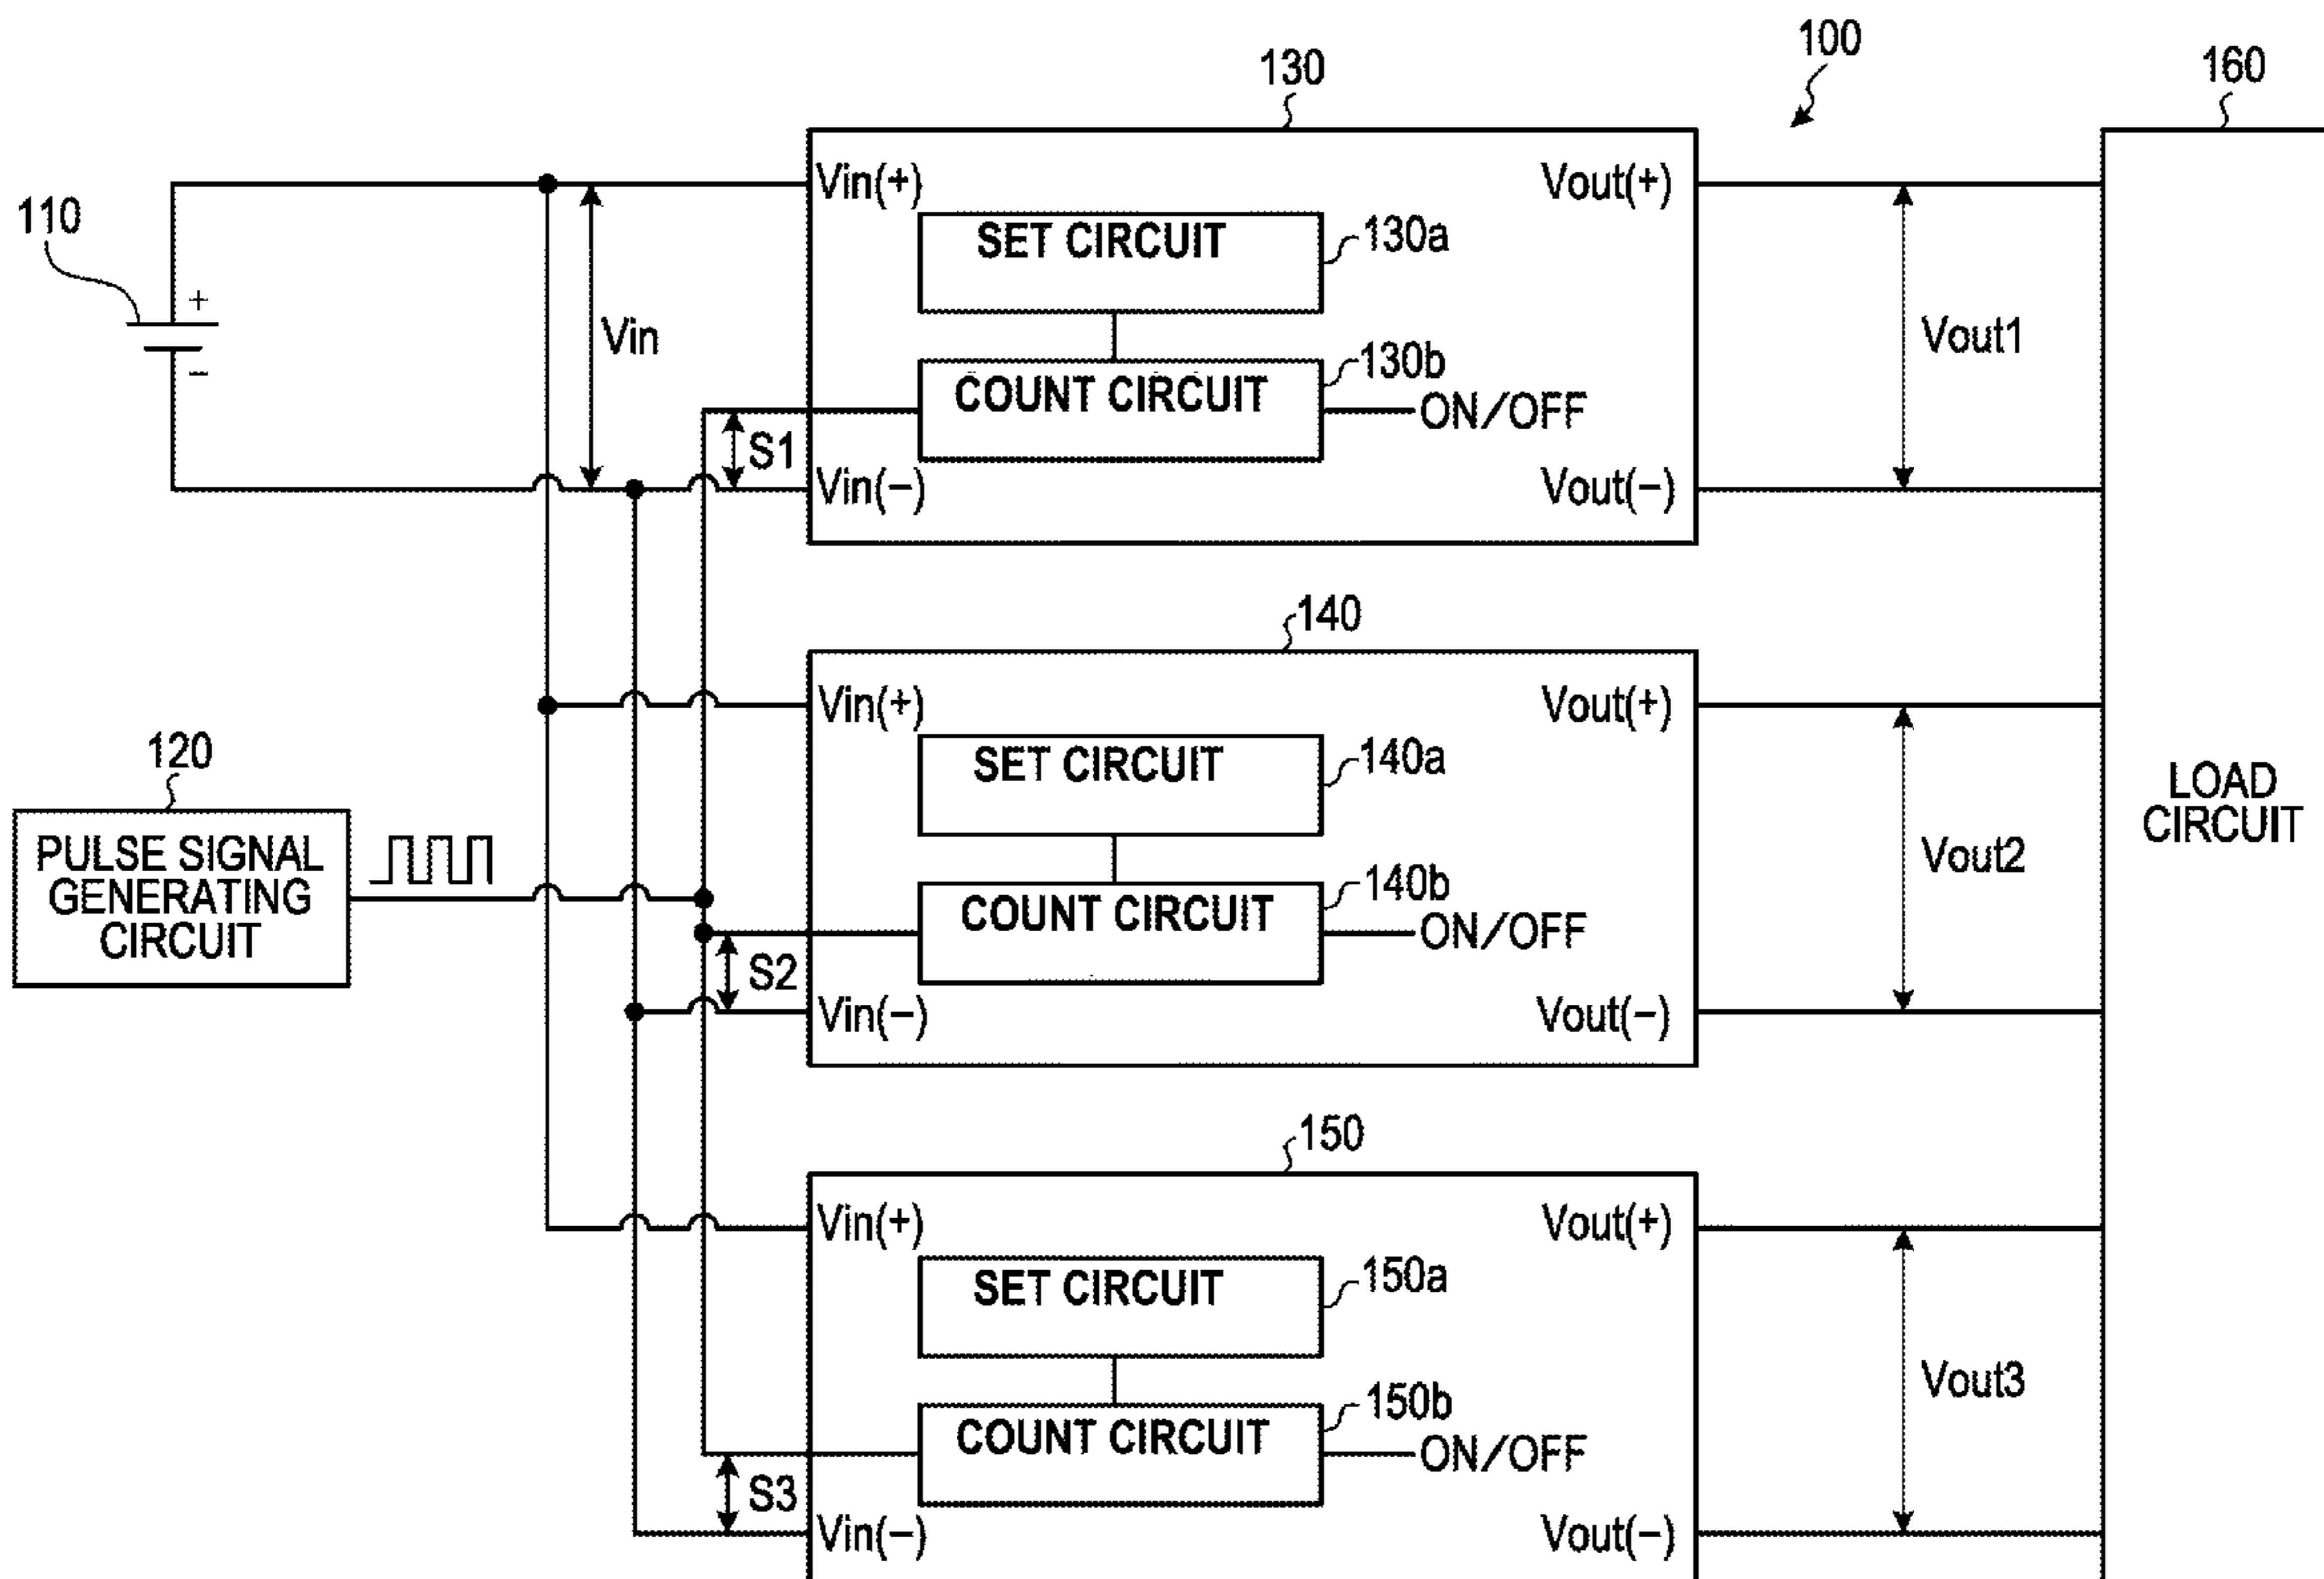 100
130
160
110
+
−
Vin
Vin(+)
Vout(+)
SET CIRCUIT
130a
COUNT CIRCUIT
130b
ON/OFF
S1
Vin(−)
Vout(−)
Vout1
140
Vin(+)
Vout(+)
SET CIRCUIT
140a
COUNT CIRCUIT
140b
ON/OFF
S2
Vin(−)
Vout(−)
Vout2
120
PULSE SIGNAL
GENERATING
CIRCUIT
LOAD
CIRCUIT
150
Vin(+)
Vout(+)
SET CIRCUIT
150a
COUNT CIRCUIT
150b
ON/OFF
S3
Vin(−)
Vout(−)
Vout3